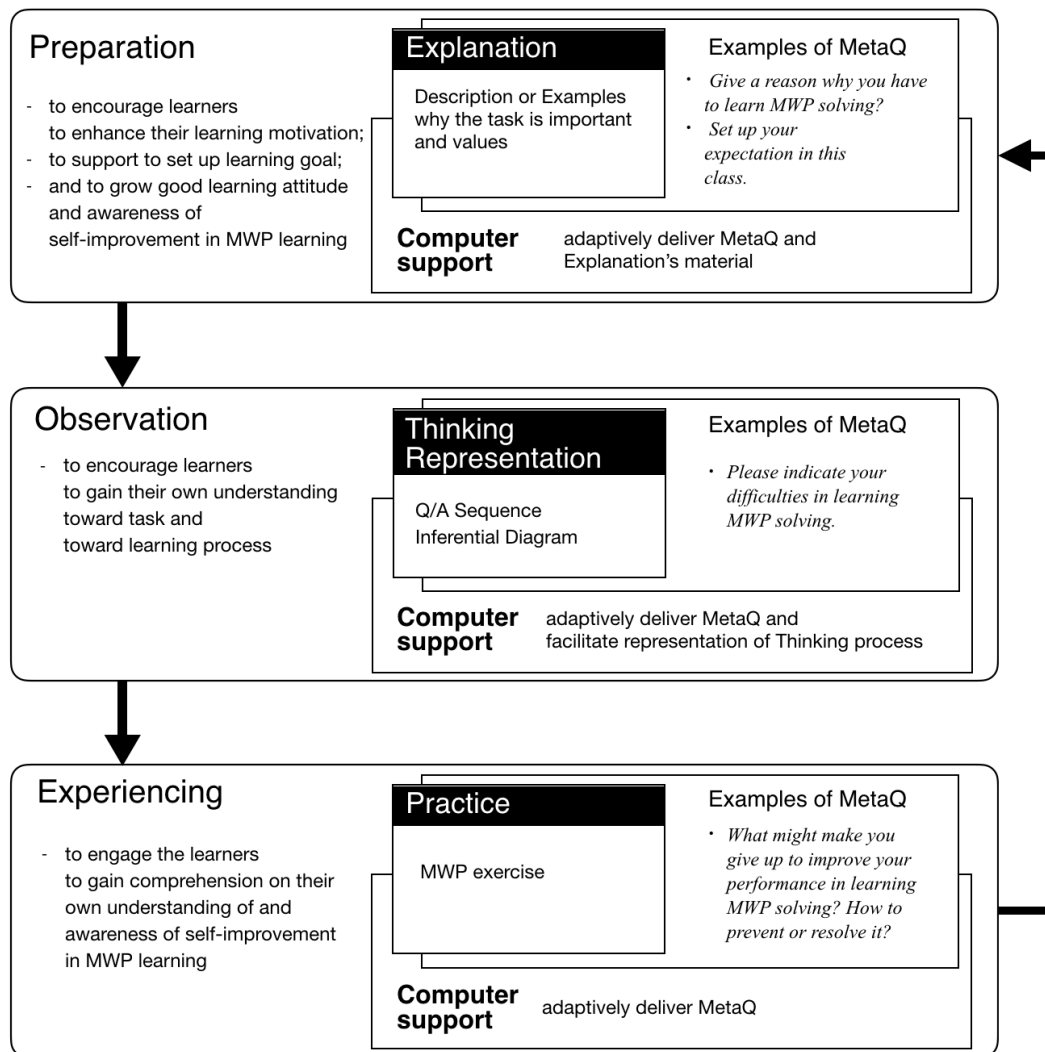 Preparation
- to encourage learners
to enhance their learning motivation;
- to support to set up learning goal;
- and to grow good learning attitude
and awareness of
self-improvement in MWP learning
Explanation
Description or Examples
why the task is important
and values
Examples of MetaQ
• Give a reason why you have
to learn MWP solving?
• Set up your
expectation in this
class.
Computer
support
adaptively deliver MetaQ and
Explanation's material
Observation
- to encourage learners
to gain their own understanding
toward task and
toward learning process
Thinking
Representation
Q/A Sequence
Inferential Diagram
Examples of MetaQ
• Please indicate your
difficulties in learning
MWP solving.
Computer
support
adaptively deliver MetaQ and
facilitate representation of Thinking process
Experiencing
- to engage the learners
to gain comprehension on their
own understanding of and
awareness of self-improvement
in MWP learning
Practice
MWP exercise
Examples of MetaQ
• What might make you
give up to improve your
performance in learning
MWP solving? How to
prevent or resolve it?
Computer
support
adaptively deliver MetaQ